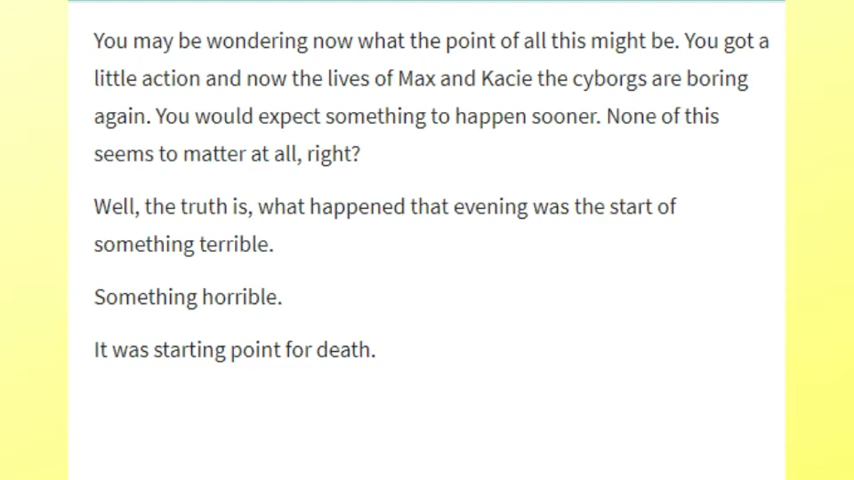 You may be wondering now what the point of all this might be. You got a
little action and now the lives of Max and Kacie the cyborgs are boring
again. You would expect something to happen sooner. None of this
seems to matter at all, right?
Well, the truth is, what happened that evening was the start of
something terrible.
Something horrible.
It was starting point for death.